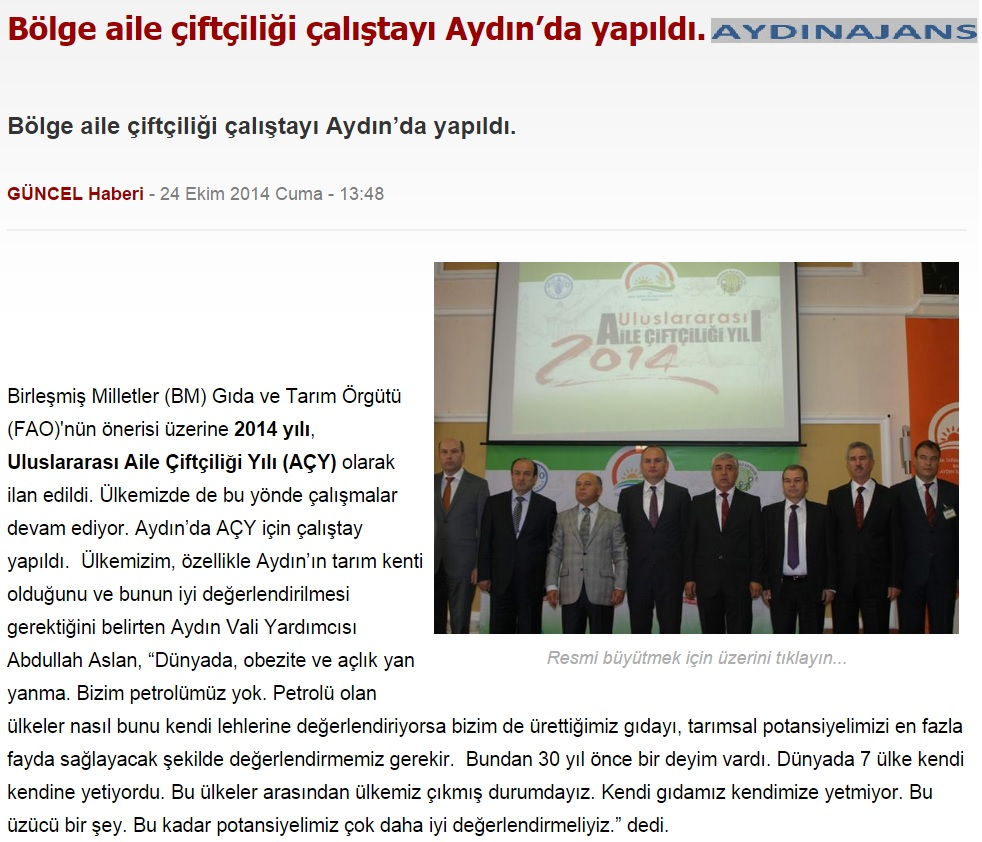 Bölge aile çiftçiliği çalıştayı Aydın’da yapıldı. AYDINAJANS
Bölge aile çiftçiliği çalıştayı Aydın’da yapıldı.
GÜNCEL Haberi - 24 Ekim 2014 Cuma - 13:48
Uluslararası
AİLE ÇİFTÇİLİĞİ YILI
2014
Birleşmiş Milletler (BM) Gıda ve Tarım Örgütü
(FAO)'nün önerisi üzerine 2014 yılı,
Uluslararası Aile Çiftçiliği Yılı (AÇY) olarak
ilan edildi. Ülkemizde de bu yönde çalışmalar
devam ediyor. Aydın’da AÇY için çalıştay
yapıldı.  Ülkemizim, özellikle Aydın’ın tarım kenti
olduğunu ve bunun iyi değerlendirilmesi
gerektiğini belirten Aydın Vali Yardımcısı
Abdullah Aslan, “Dünyada, obezite ve açlık yan
yanma. Bizim petrolümüz yok. Petrolü olan
Resmi büyütmek için üzerini tıklayın...
ülkeler nasıl bunu kendi lehlerine değerlendiriyorsa bizim de ürettiğimiz gıdayı, tarımsal potansiyelimizi en fazla
fayda sağlayacak şekilde değerlendirmemiz gerekir.  Bundan 30 yıl önce bir deyim vardı. Dünyada 7 ülke kendi
kendine yetiyordu. Bu ülkeler arasından ülkemiz çıkmış durumdayız. Kendi gıdamız kendimize yetmiyor. Bu
üzücü bir şey. Bu kadar potansiyelimiz çok daha iyi değerlendirmeliyiz.” dedi.